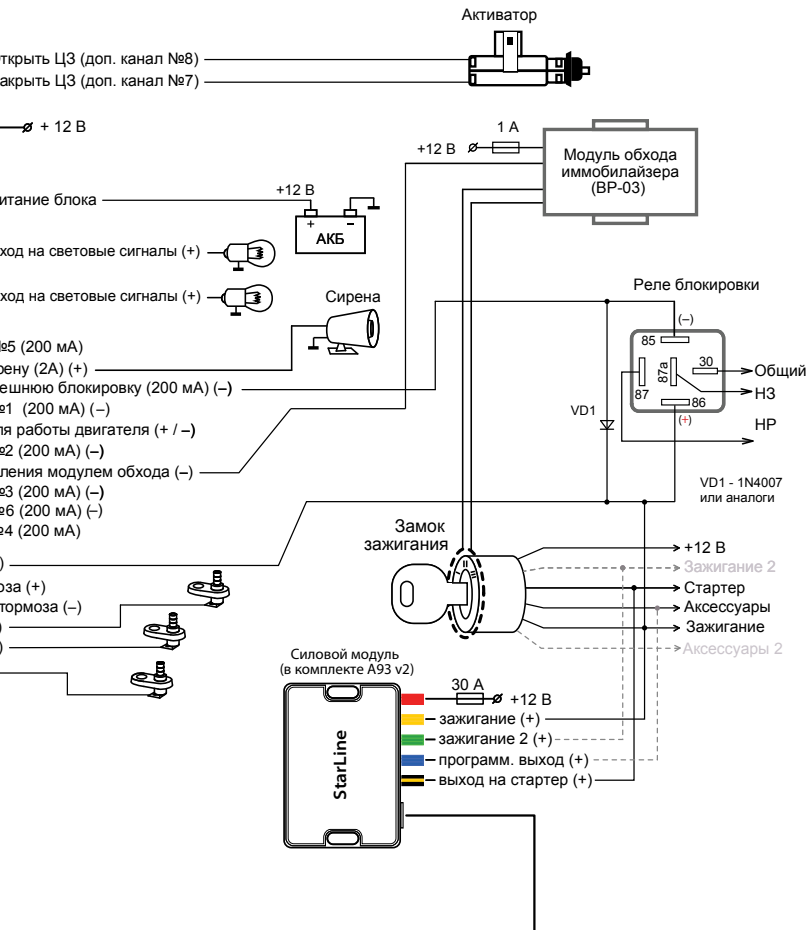 Активатор
ткрыть ЦЗ (доп. канал №8)
акрыть ЦЗ (доп. канал №7)
+ 12 В
1 А
+12 В
Модуль обхода
иммобилайзера
(BP-03)
итание блока
+12 В
+ −
АКБ
ход на световые сигналы (+)
ход на световые сигналы (+)
Сирена
Реле блокировки
(−)
85
30
87a
87
86
(+)
Общий
НЗ
НР
№5 (200 мА)
рену (2А) (+)
ешнюю блокировку (200 мА) (−)
№1 (200 мА) (−)
ля работы двигателя (+ / −)
№2 (200 мА) (−)
ления модулем обхода (−)
№3 (200 мА) (−)
№6 (200 мА) (−)
№4 (200 мА)
VD1
VD1 - 1N4007
или аналоги
)
оза (+)
тормоза (−)
)
)
Замок
зажигания
I II III
+12 В
Зажигание 2
Стартер
Аксессуары
Зажигание
Аксессуары 2
Силовой модуль
(в комплекте A93 v2)
StarLine
30 А
+12 В
зажигание (+)
зажигание 2 (+)
программ. выход (+)
выход на стартер (+)